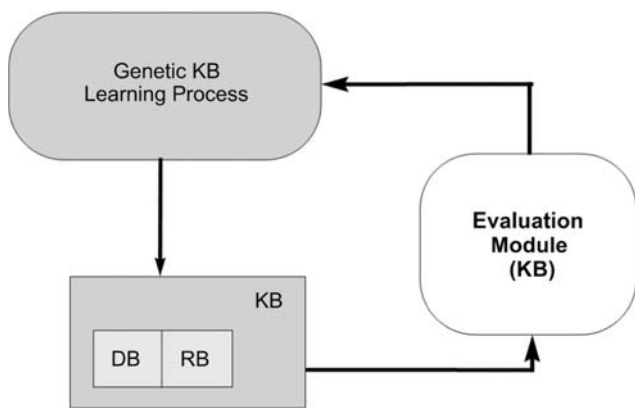 Genetic KB
Learning Process
Evaluation
Module
(KB)
KB
DB
RB